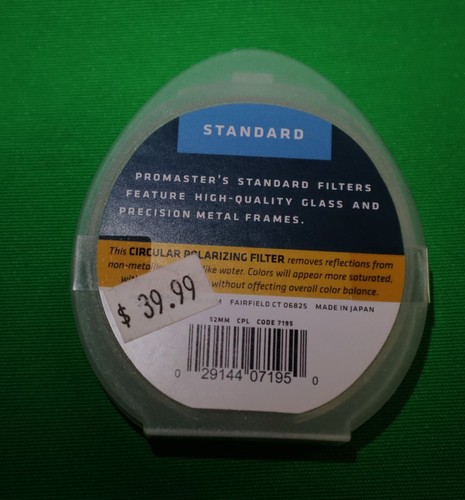 STANDARD
PROMASTER'S STANDARD FILTERS
FEATURE HIGH-QUALITY GLASS AND
PRECISION METAL FRAMES.
This CIRCULAR POLARIZING FILTER removes reflections from
like water. Colors will appear more saturated,
without offecting overall color balance.
$ 39.99
FAIRFIELD CT 06825 MADE IN JAPAN
52MM CPL CODE 7195
0 29144 07195 0